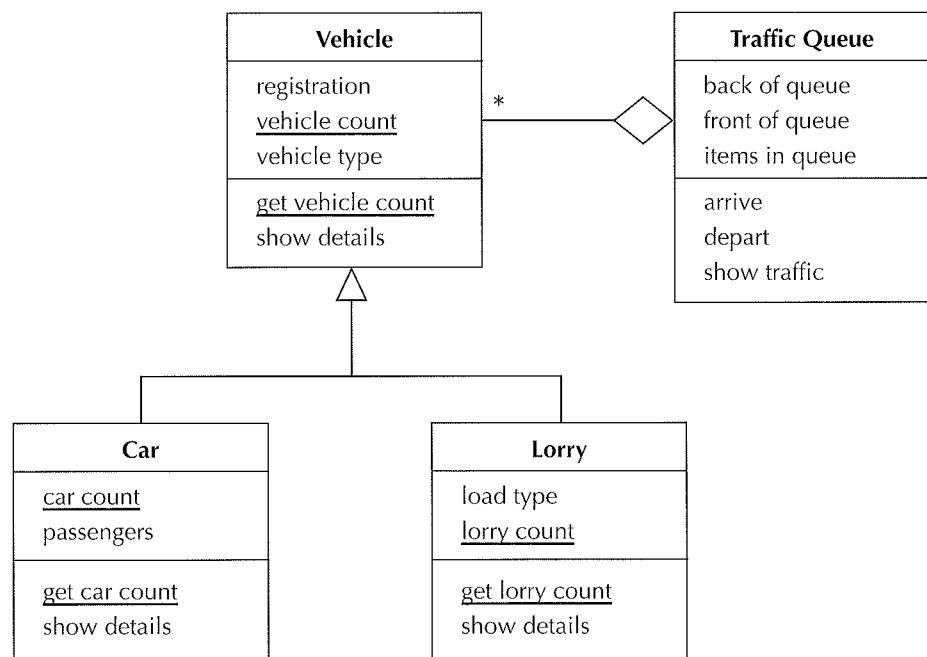 Vehicle
registration
vehicle count
vehicle type
get vehicle count
show details
*
Traffic Queue
back of queue
front of queue
items in queue
arrive
depart
show traffic
Car
car count
passengers
get car count
show details
Lorry
load type
lorry count
get lorry count
show details